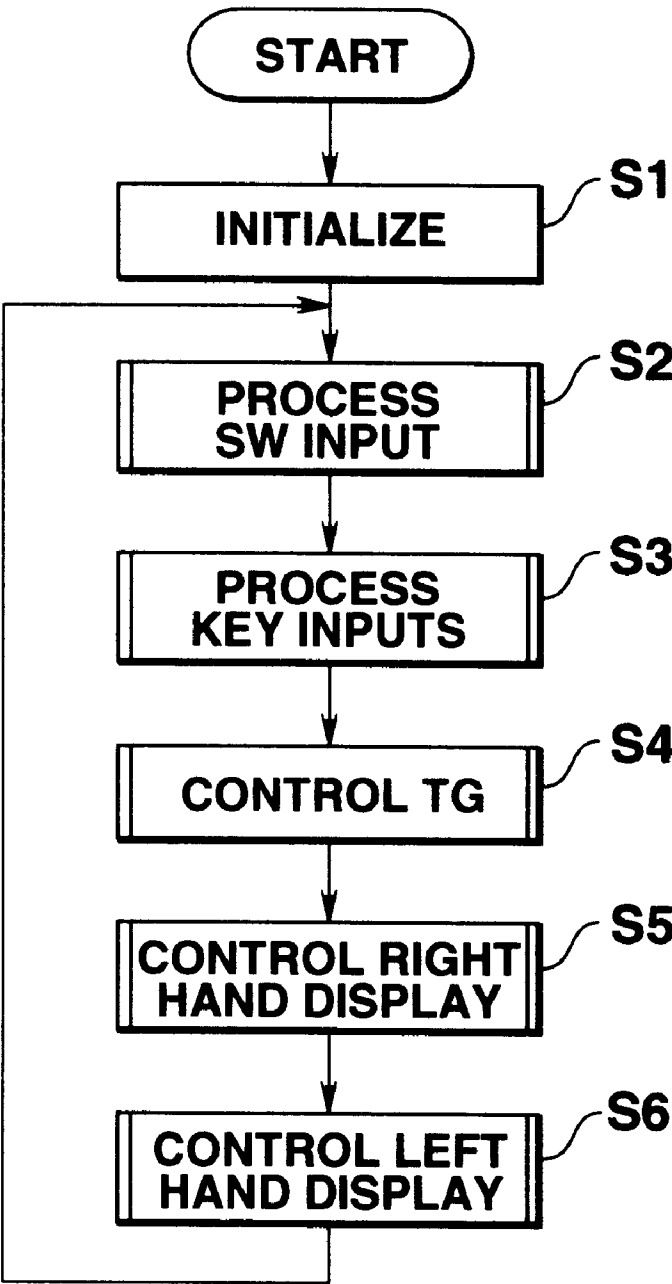 START
S1
INITIALIZE
S2
PROCESS
SW INPUT
S3
PROCESS
KEY INPUTS
S4
CONTROL TG
S5
CONTROL RIGHT
HAND DISPLAY
S6
CONTROL LEFT
HAND DISPLAY